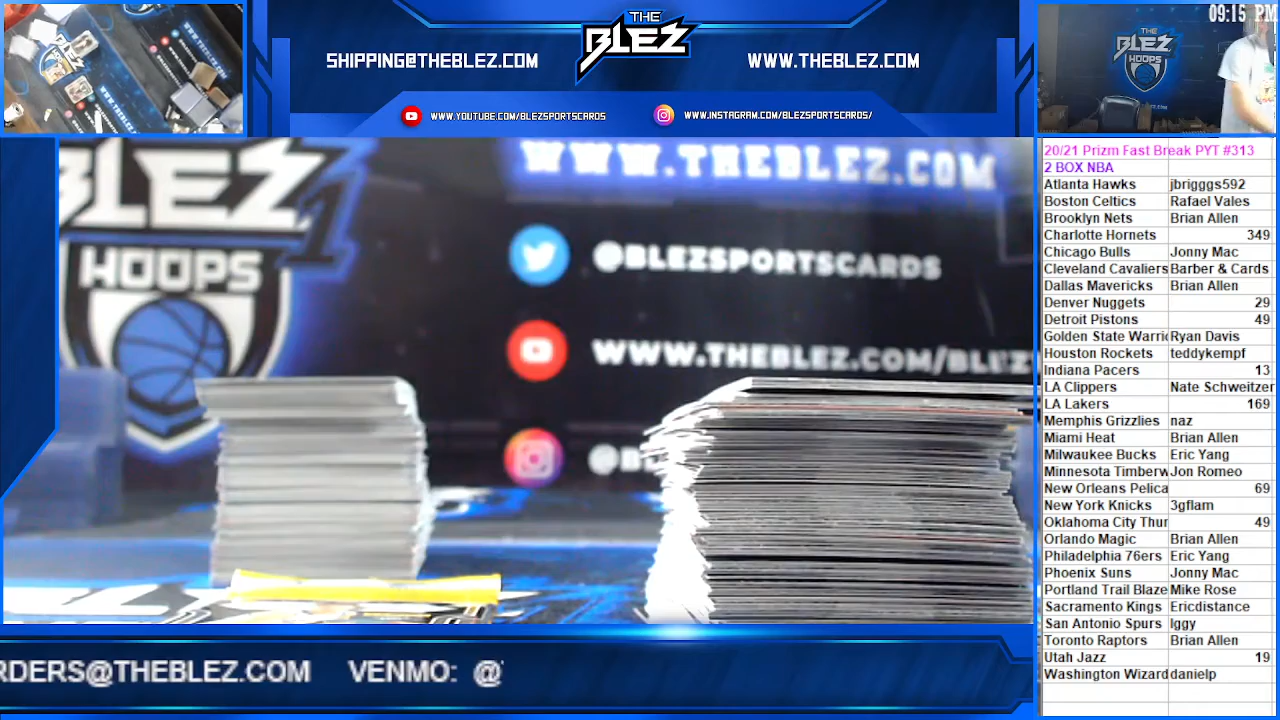 THE
BLEZ
SHIPPING@THEBLEZ.COM
WWW.THEBLEZ.COM
WWW.YOUTUBE.COM/BLEZSPORTSCARDS
WWW.INSTAGRAM.COM/BLEZSPORTSCARDS/
09:15 PM
THE
BLEZ
HOOPS
WWW.THEBLEZ.COM
BLEZ
HOOPS
@BLEZSPORTSCARDS
WWW.THEBLEZ.COM/BLEZ
20/21 Prizm Fast Break PYT #313
2 BOX NBA
Atlanta Hawks jbrigggs592
Boston Celtics Rafael Vales
Brooklyn Nets Brian Allen
Charlotte Hornets 349
Chicago Bulls Jonny Mac
Cleveland Cavaliers Barber & Cards
Dallas Mavericks Brian Allen
Denver Nuggets 29
Detroit Pistons 49
Golden State Warri Ryan Davis
Houston Rockets teddykempf
Indiana Pacers 13
LA Clippers Nate Schweitzer
LA Lakers 169
Memphis Grizzlies naz
Miami Heat Brian Allen
Milwaukee Bucks Eric Yang
Minnesota Timberw Jon Romeo
New Orleans Pelica 69
New York Knicks 3gflam
Oklahoma City Thun 49
Orlando Magic Brian Allen
Philadelphia 76ers Eric Yang
Phoenix Suns Jonny Mac
Portland Trail Blaze Mike Rose
Sacramento Kings Ericdistance
San Antonio Spurs Iggy
Toronto Raptors Brian Allen
Utah Jazz 19
Washington Wizard danielp
RDERS@THEBLEZ.COM VENMO: @